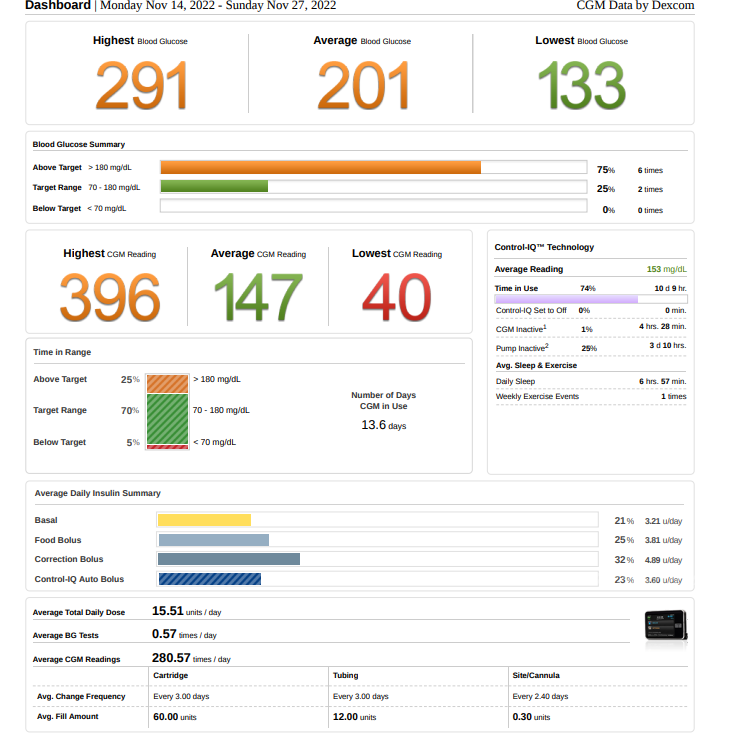 Dashboard | Monday Nov 14, 2022 - Sunday Nov 27, 2022 CGM Data by Dexcom
Highest Blood Glucose Average Blood Glucose Lowest Blood Glucose
291 201 133
Blood Glucose Summary
Above Target > 180 mg/dL 75% 6 times
Target Range 70 - 180 mg/dL 25% 2 times
Below Target < 70 mg/dL 0% 0 times
Highest CGM Reading Average CGM Reading Lowest CGM Reading
396 147 40
Time in Range
Above Target 25% > 180 mg/dL
Target Range 70% 70 - 180 mg/dL
Below Target 5% < 70 mg/dL
Number of Days
CGM in Use
13.6 days
Control-IQ™ Technology
Average Reading 153 mg/dL
Time in Use 74% 10 d 9 hr.
Control-IQ Set to Off 0% 0 min.
CGM Inactive1 1% 4 hrs. 28 min.
Pump Inactive2 25% 3 d 10 hrs.
Avg. Sleep & Exercise
Daily Sleep 6 hrs. 57 min.
Weekly Exercise Events 1 times
Average Daily Insulin Summary
Basal 21% 3.21 u/day
Food Bolus 25% 3.81 u/day
Correction Bolus 32% 4.89 u/day
Control-IQ Auto Bolus 23% 3.60 u/day
Average Total Daily Dose 15.51 units / day
Average BG Tests 0.57 times / day
Average CGM Readings 280.57 times / day
Cartridge Tubing Site/Cannula
Avg. Change Frequency Every 3.00 days Every 3.00 days Every 2.40 days
Avg. Fill Amount 60.00 units 12.00 units 0.30 units